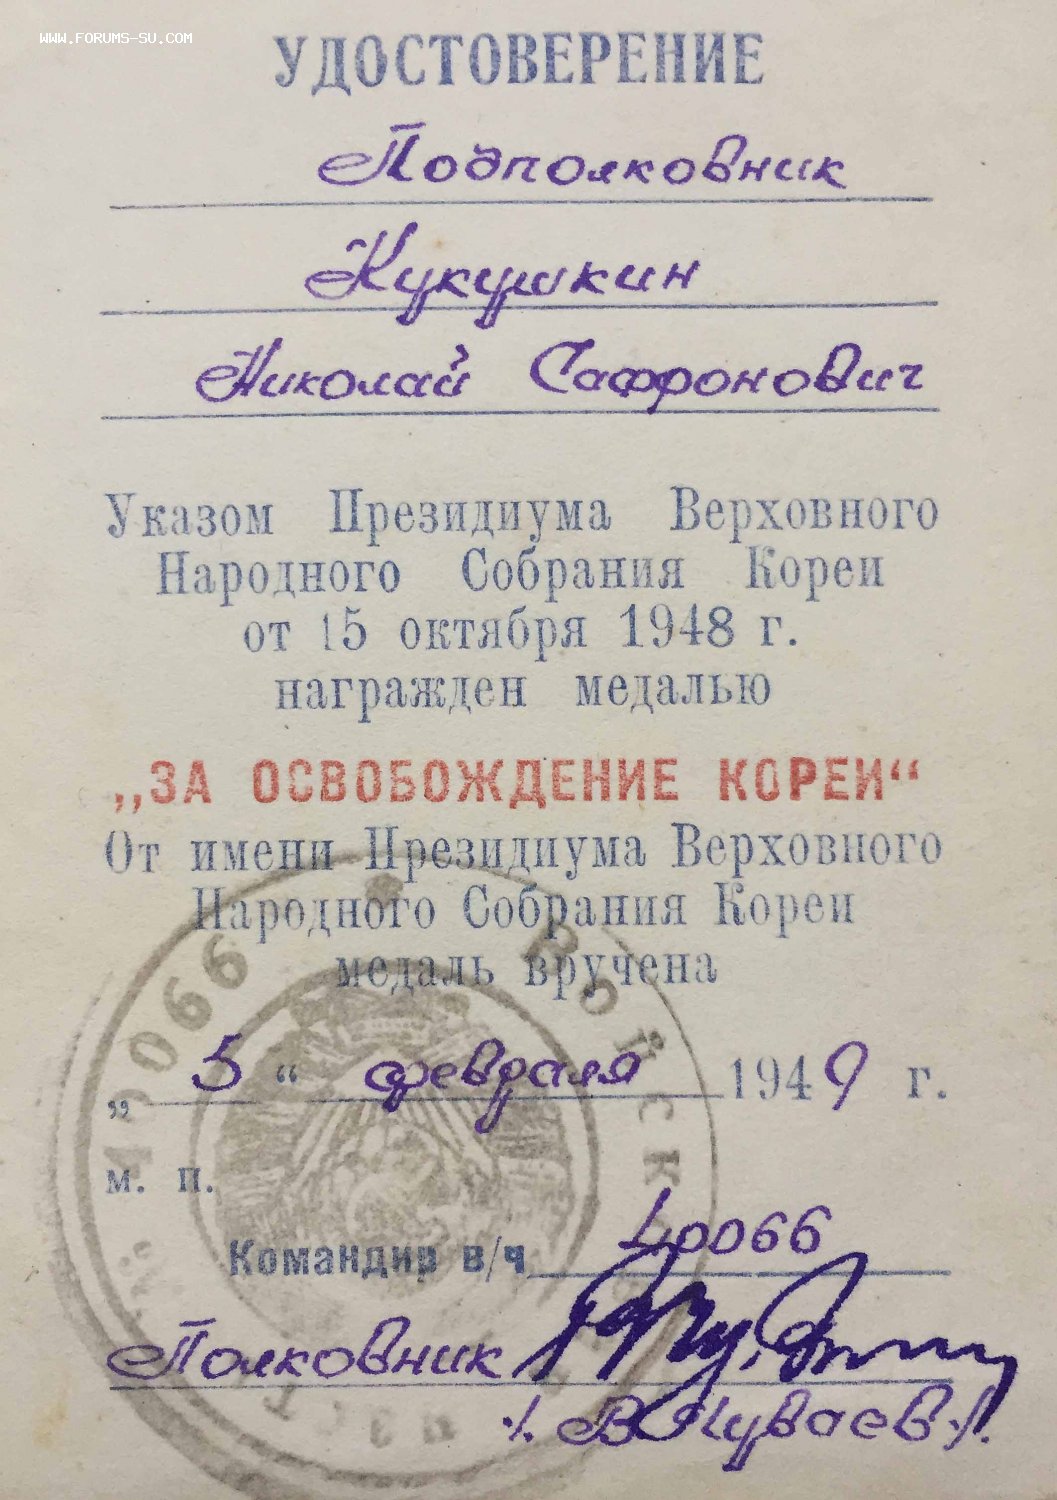 WWW.FORUMS-SU.COM
УДОСТОВЕРЕНИЕ
Подполковник
Кукушкин
Николай Сафронович
Указом Президиума Верховного
Народного Собрания Кореи
от 15 октября 1948 г.
награжден медалью
„ЗА ОСВОБОЖДЕНИЕ КОРЕИ“
От имени Президиума Верховного
Народного Собрания Кореи
медаль вручена
„ 5 “ февраля 1949 г.
м. п.
Командир в/ч 40066
Полковник